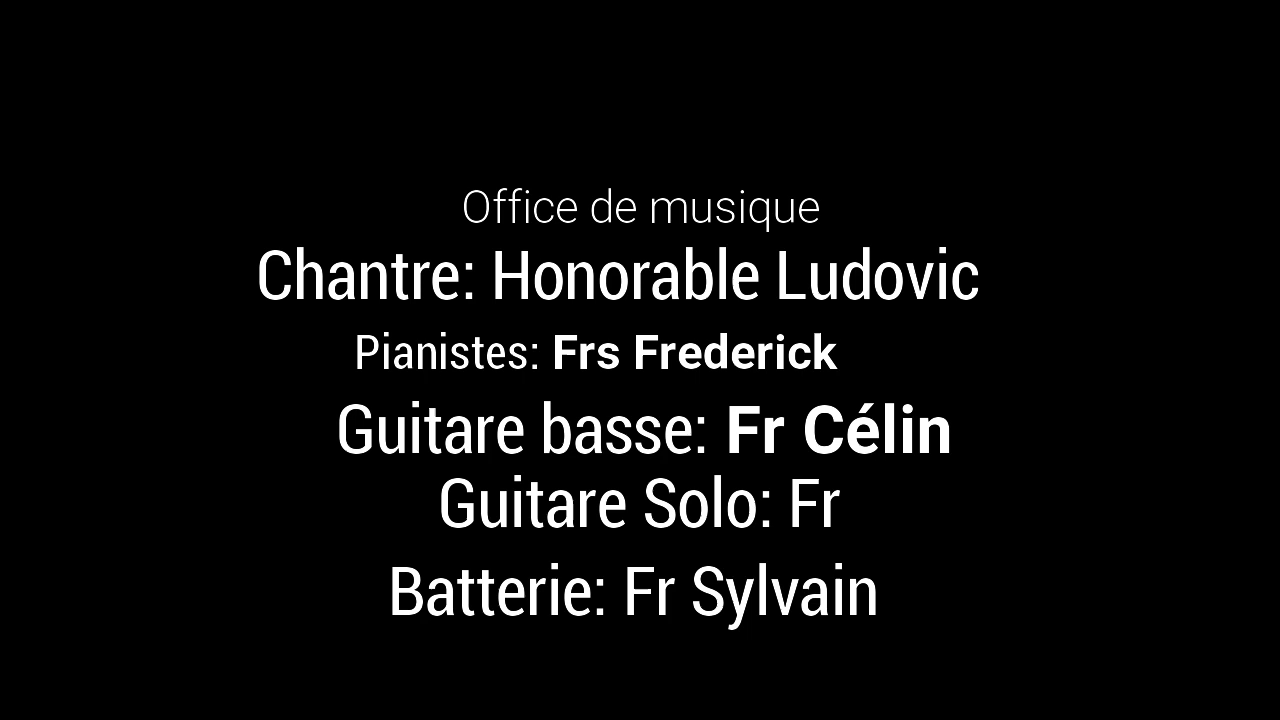 Office de musique
Chantre: Honorable Ludovic
Pianistes: Frs Frederick
Guitare basse: Fr Célin
Guitare Solo: Fr
Batterie: Fr Sylvain